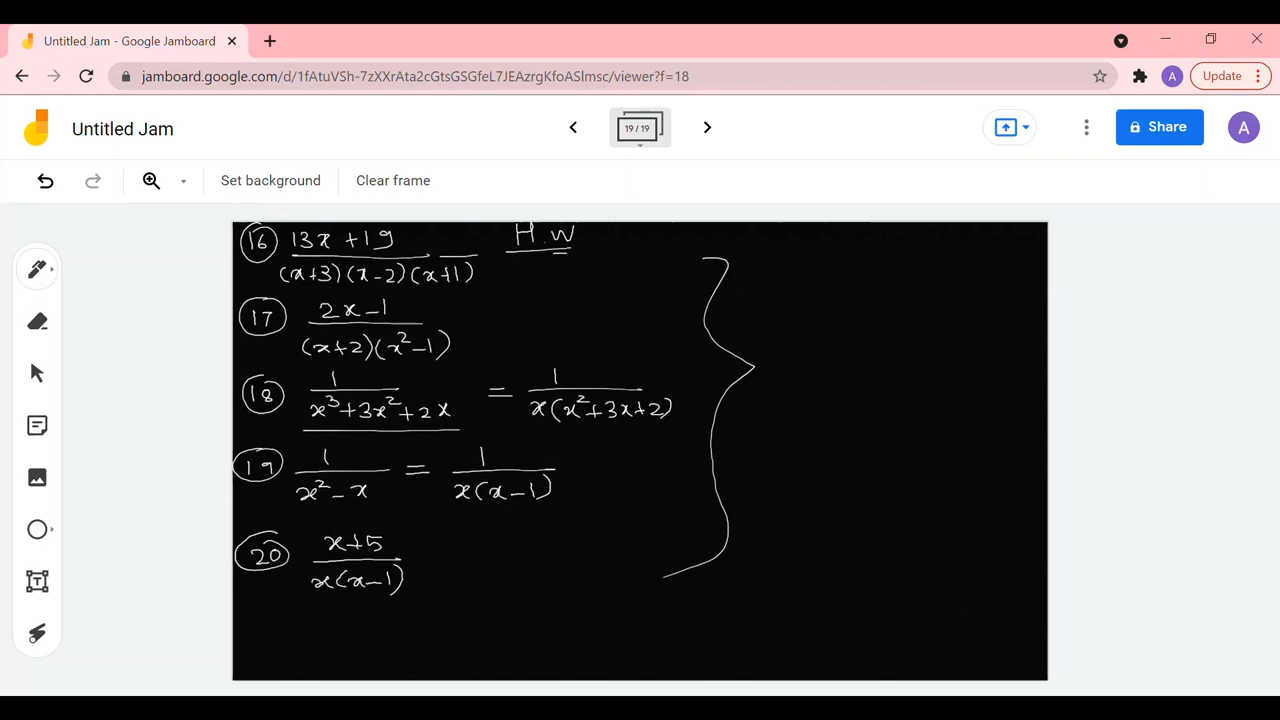 Untitled Jam - Google Jamboard
jamboard.google.com/d/1fAtuVSh-7zXXrAta2cGtsGSGfeL7JEAzrgKfoASlmsc/viewer?f=18
A
Update
Untitled Jam
19 / 19
Share
A
Set background
Clear frame
16 13x + 19 H.W
(x+3)(x-2)(x+1)
17 2x-1
(x+2)(x²-1)
18 1 = 1
x³+3x²+2x x(x²+3x+2)
19 1 = 1
x²-x x(x-1)
20 x+5
x(x-1)